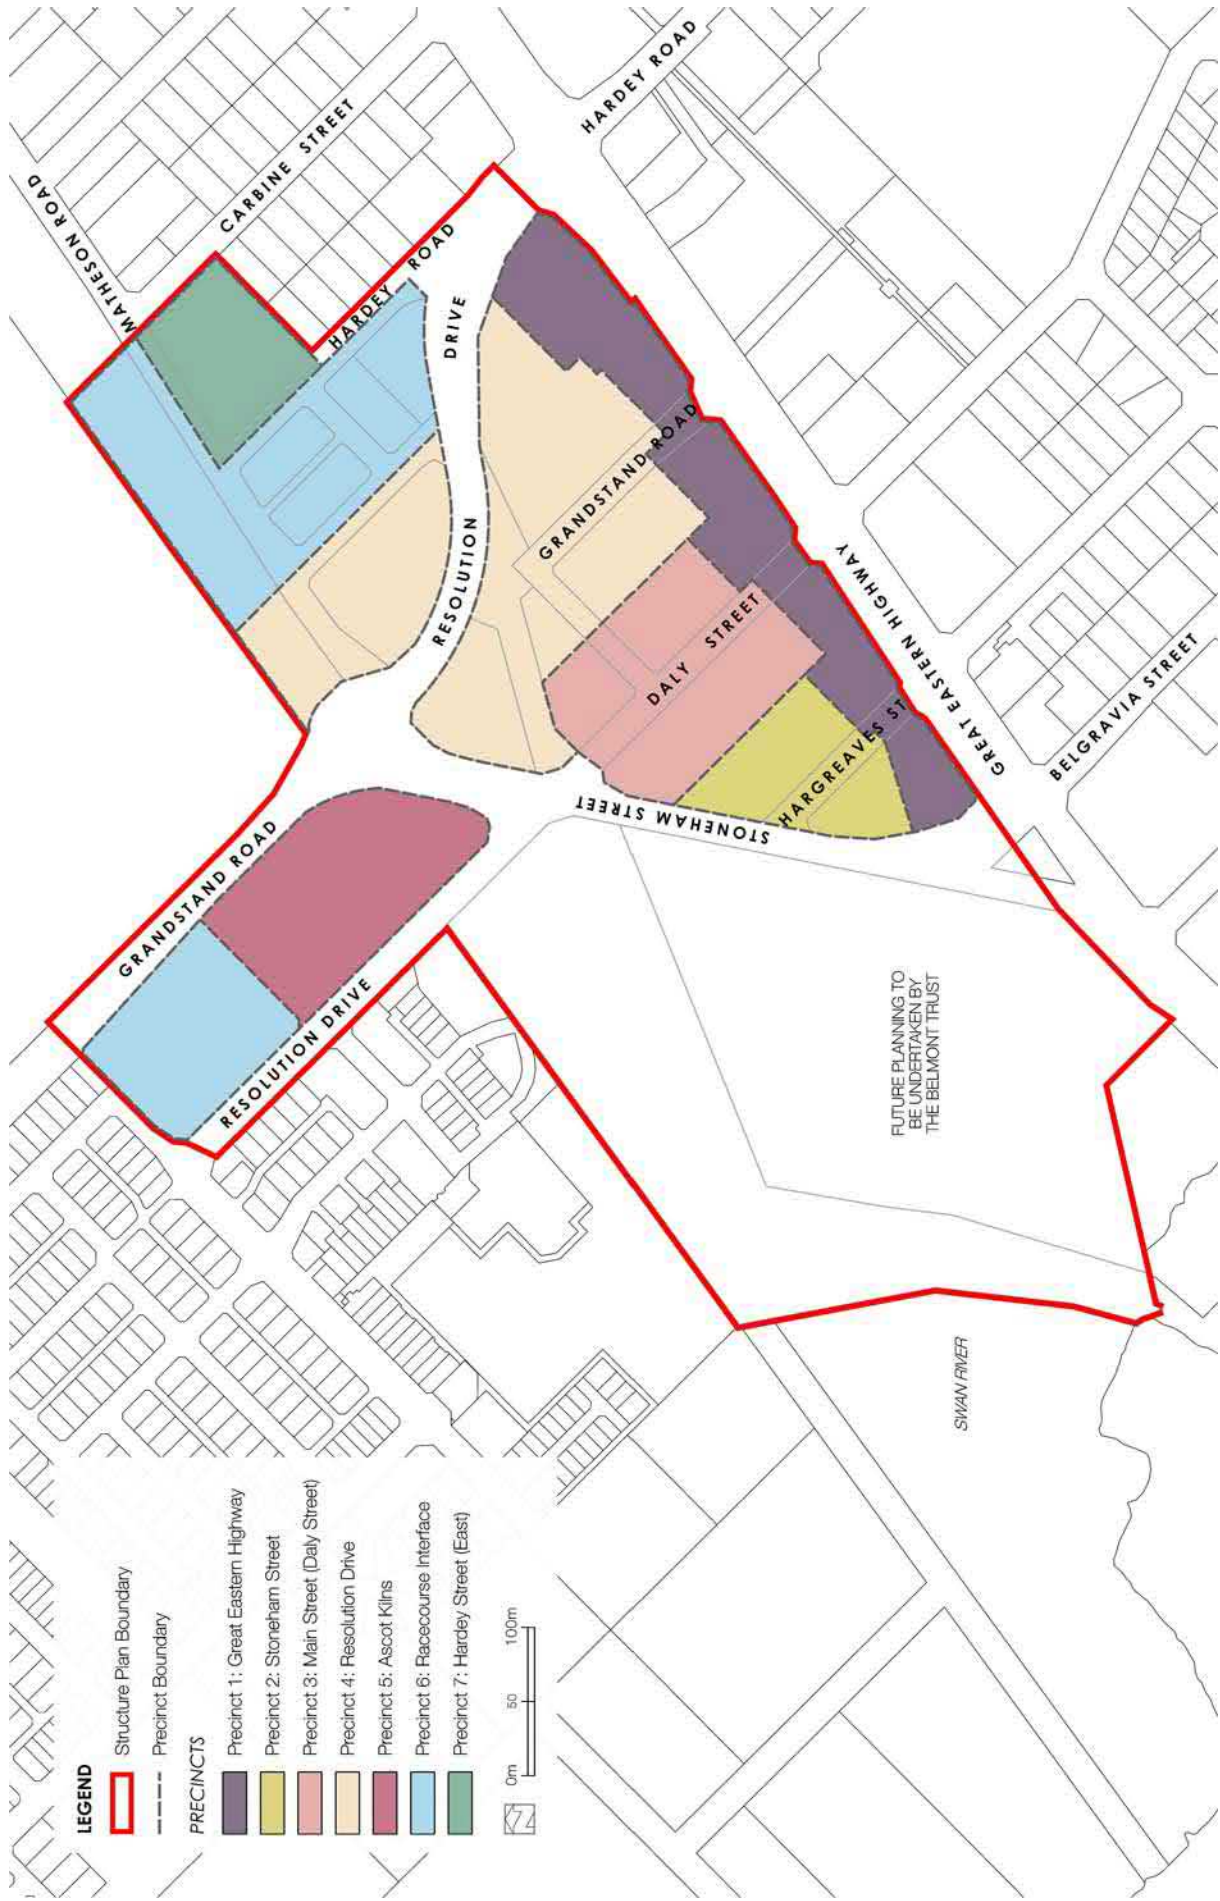 LEGEND
Structure Plan Boundary
Precinct Boundary
PRECINCTS
Precinct 1: Great Eastern Highway
Precinct 2: Stoneham Street
Precinct 3: Main Street (Daly Street)
Precinct 4: Resolution Drive
Precinct 5: Ascot Kilns
Precinct 6: Racecourse Interface
Precinct 7: Hardey Street (East)
0m 50 100m
GRANDSTAND ROAD
RESOLUTION DRIVE
MATHESON ROAD
CARBINE STREET
HARDEY ROAD
HARDEY ROAD
RESOLUTION DRIVE
GRANDSTAND ROAD
DALY STREET
HARGREAVES ST
STONEHAM STREET
GREAT EASTERN HIGHWAY
BELGRAVIA STREET
FUTURE PLANNING TO
BE UNDERTAKEN BY
THE BELMONT TRUST
SWAN RIVER